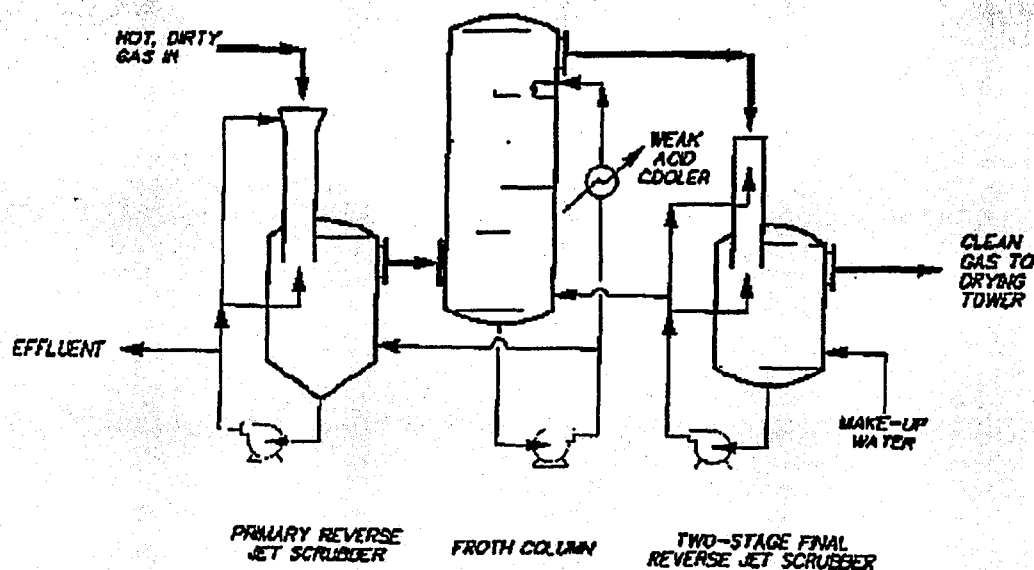 HOT, DIRTY
GAS IN
WEAK
ACID
COOLER
CLEAN
GAS TO
DRYING
TOWER
EFFLUENT
MAKE-UP
WATER
PRIMARY REVERSE
JET SCRUBBER
FROTH COLUMN
TWO-STAGE FINAL
REVERSE JET SCRUBBER